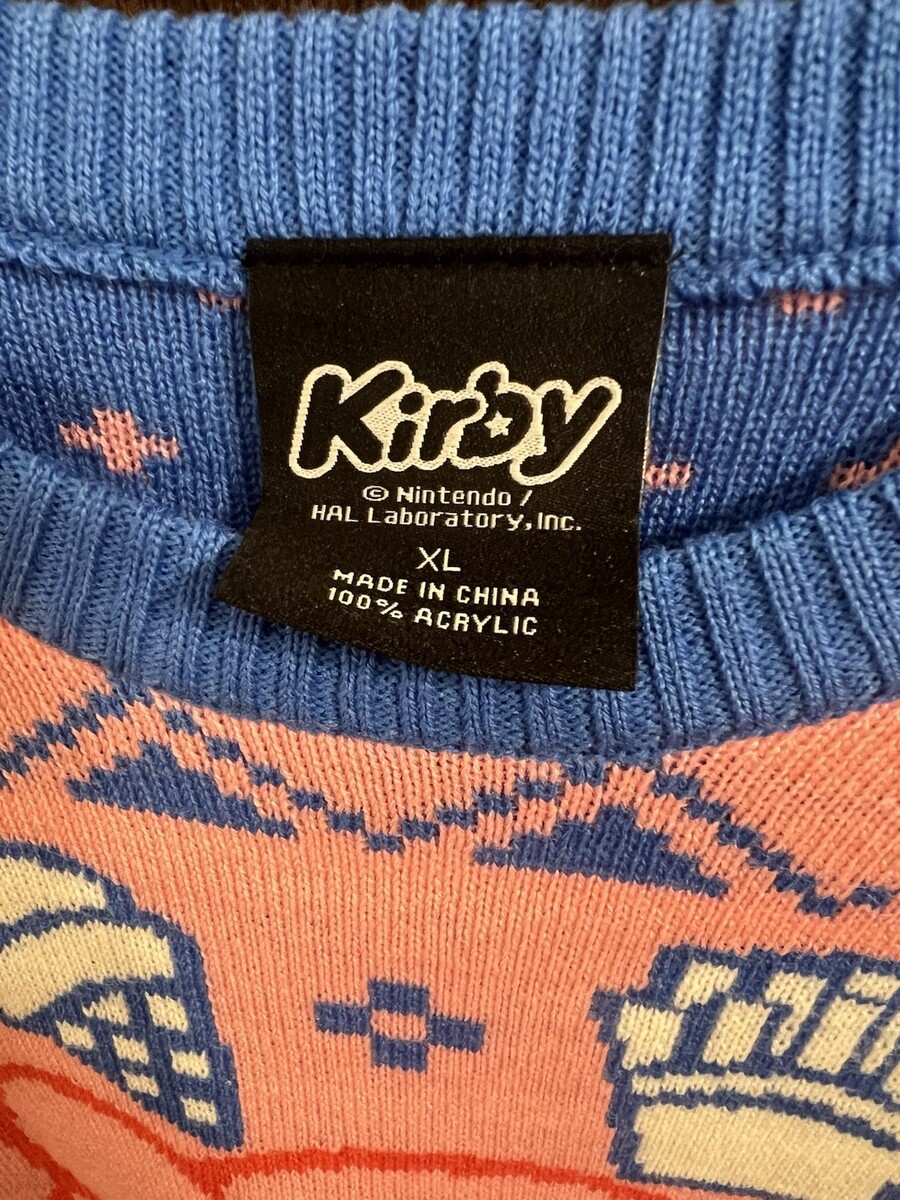 Kirby
© Nintendo /
HAL Laboratory, Inc.
XL
MADE IN CHINA
100% ACRYLIC